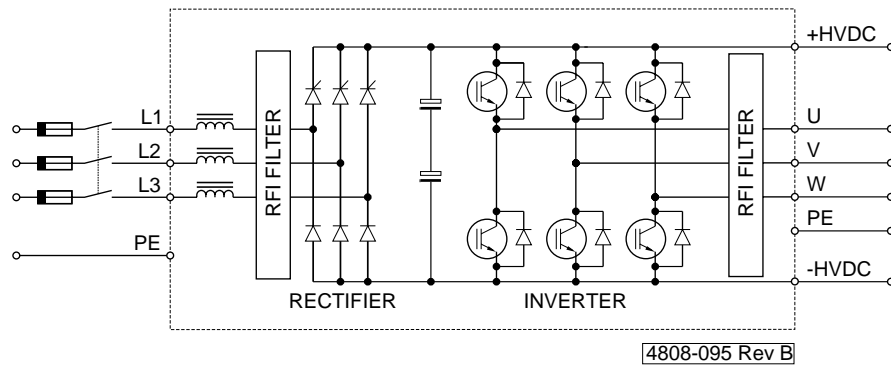 +HVDC
L1
U
L2
V
L3
W
RFI FILTER
RFI FILTER
PE
PE
-HVDC
RECTIFIER
INVERTER
4808-095 Rev B